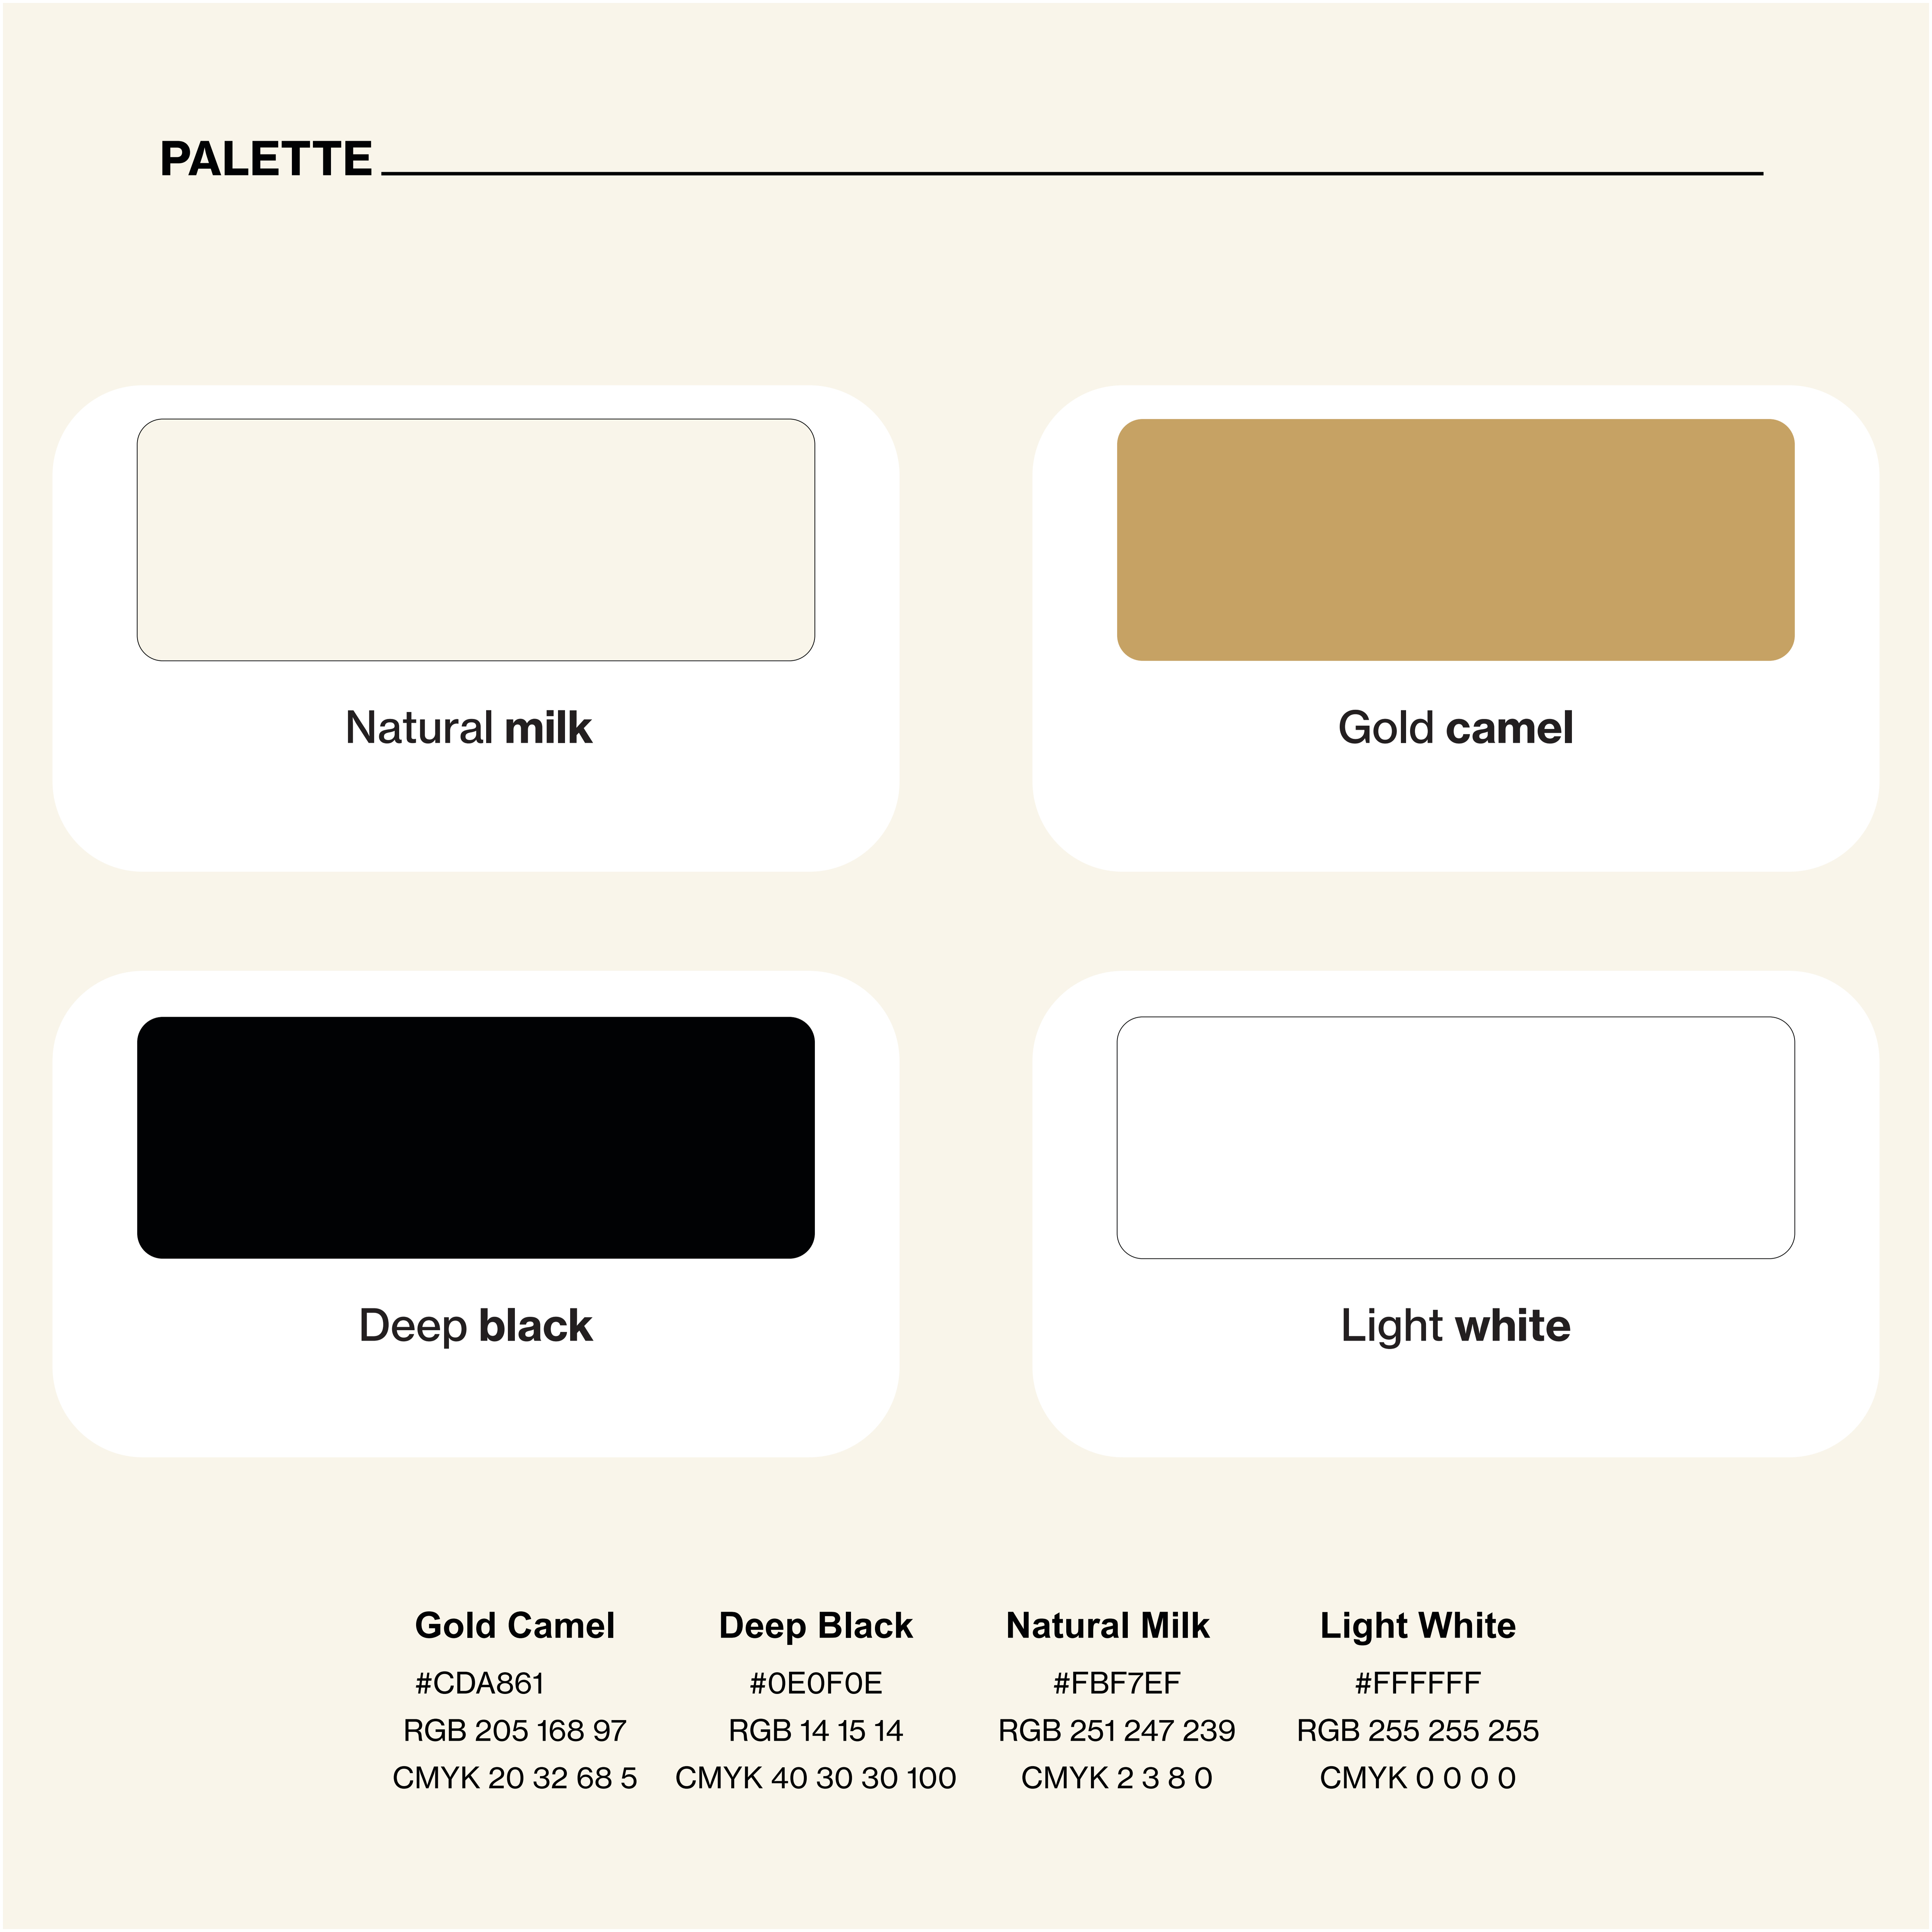 PALETTE
Natural milk
Gold camel
Deep black
Light white
Gold Camel
#CDA861
RGB 205 168 97
CMYK 20 32 68 5
Deep Black
#0E0F0E
RGB 14 15 14
CMYK 40 30 30 100
Natural Milk
#FBF7EF
RGB 251 247 239
CMYK 2 3 8 0
Light White
#FFFFFF
RGB 255 255 255
CMYK 0 0 0 0